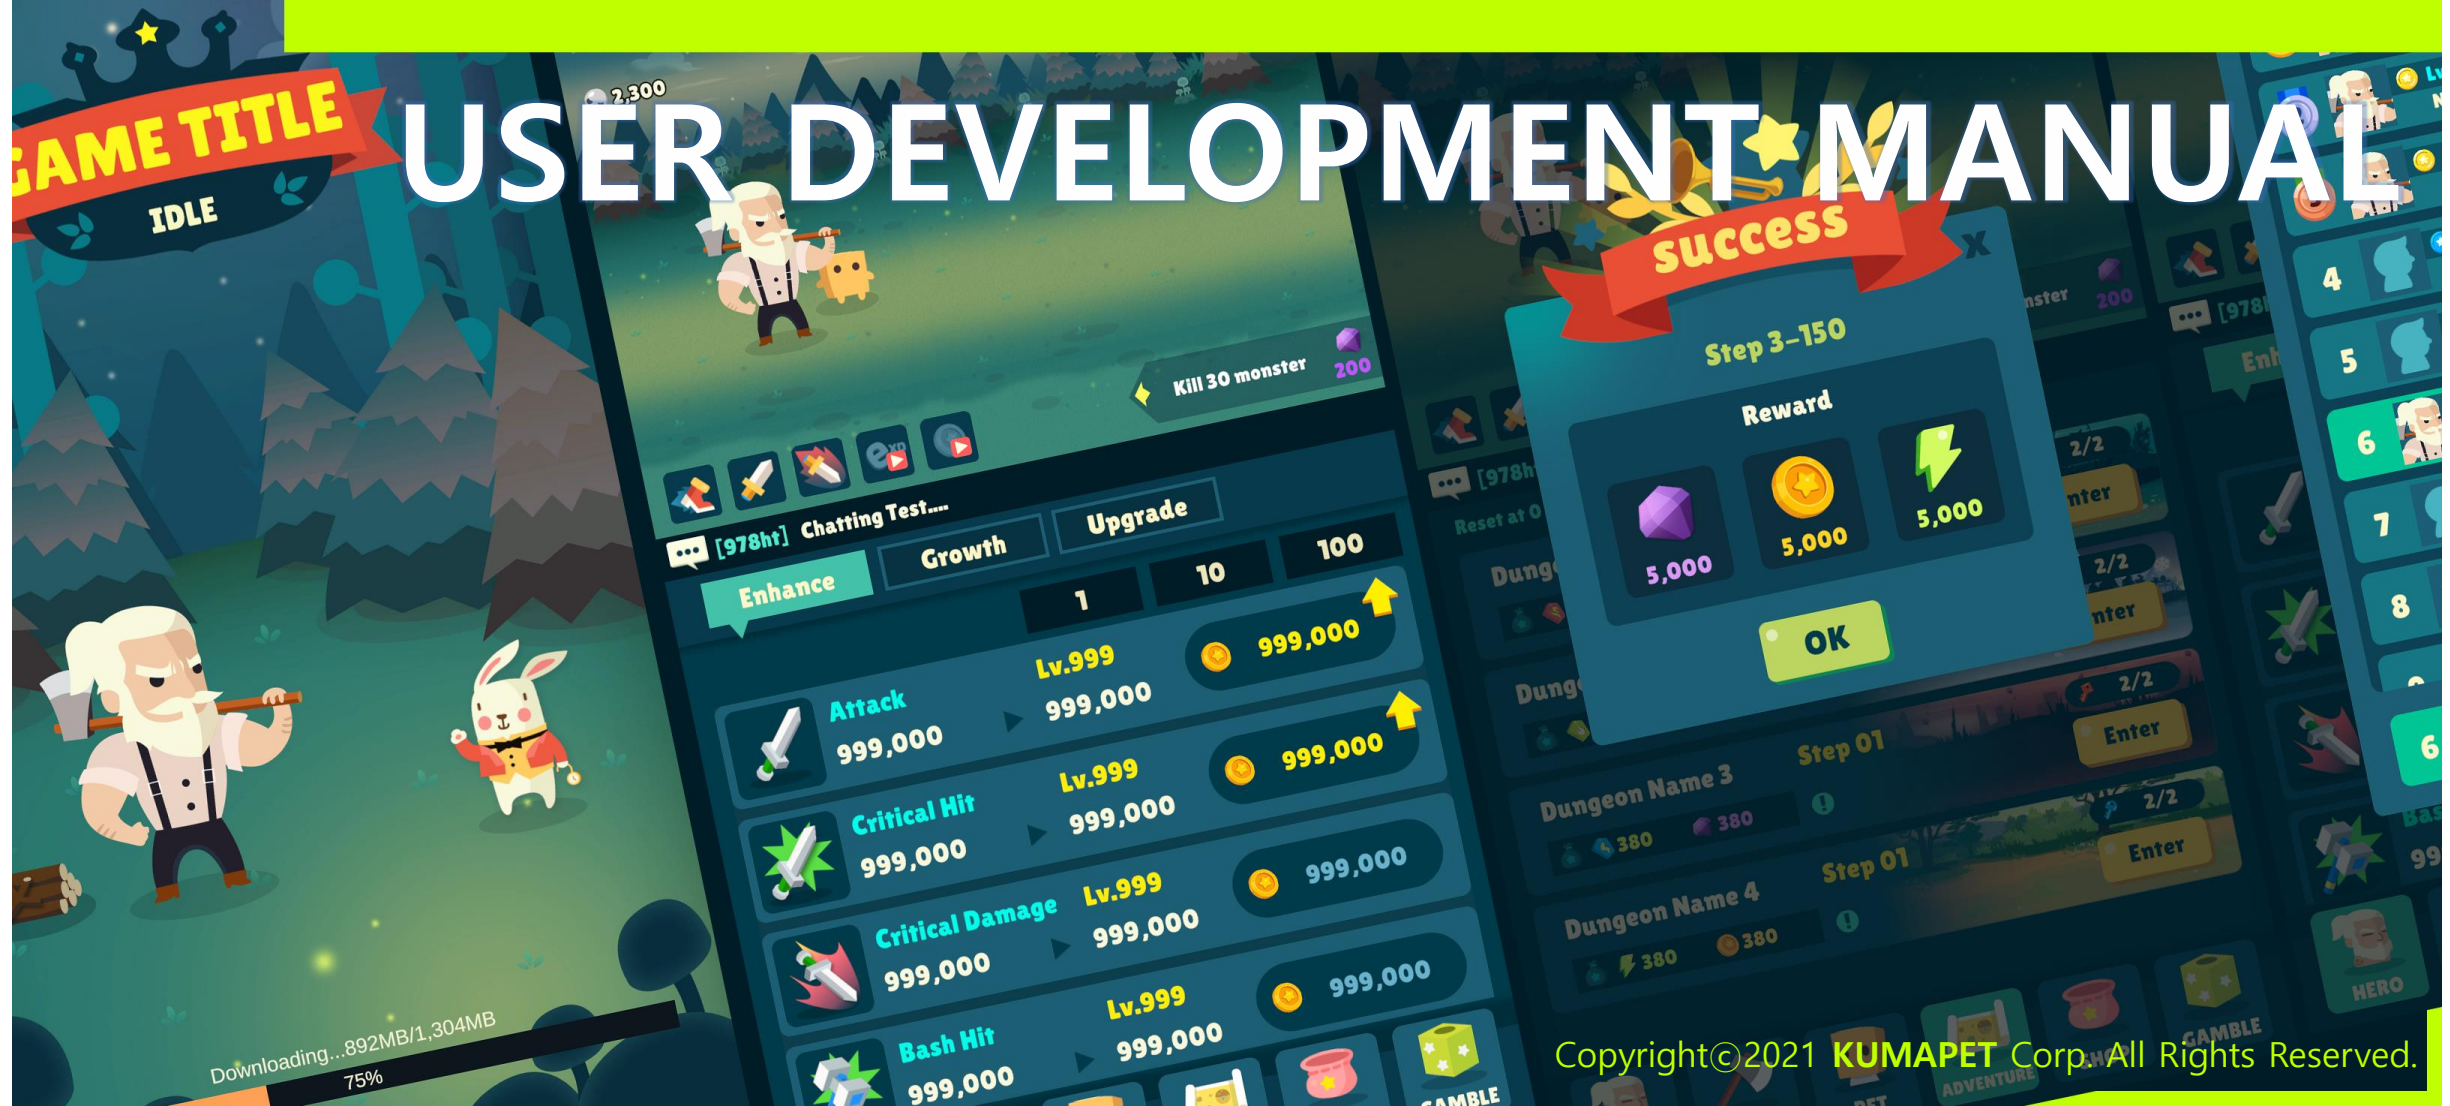 USER DEVELOPMENT MANUAL
GAME TITLE
IDLE
Downloading...892MB/1,304MB
75%
2,300
Kill 30 monster
200
[978ht] Chatting Test....
Enhance
Growth
Upgrade
1
10
100
Attack
Lv.999
999,000
999,000
999,000
Critical Hit
Lv.999
999,000
999,000
999,000
Critical Damage
Lv.999
999,000
999,000
999,000
Bash Hit
Lv.999
999,000
999,000
999,000
success
X
Step 3-150
Reward
5,000
5,000
5,000
OK
200
Reset at 0
2/2
2/2
Dungeon Name 3
Step 01
380
380
2/2
Enter
Dungeon Name 4
Step 01
380
380
2/2
Enter
4
5
6
7
8
6
HERO
ADVENTURE
GAMBLE
Copyrightⓒ2021 KUMAPET Corp. All Rights Reserved.